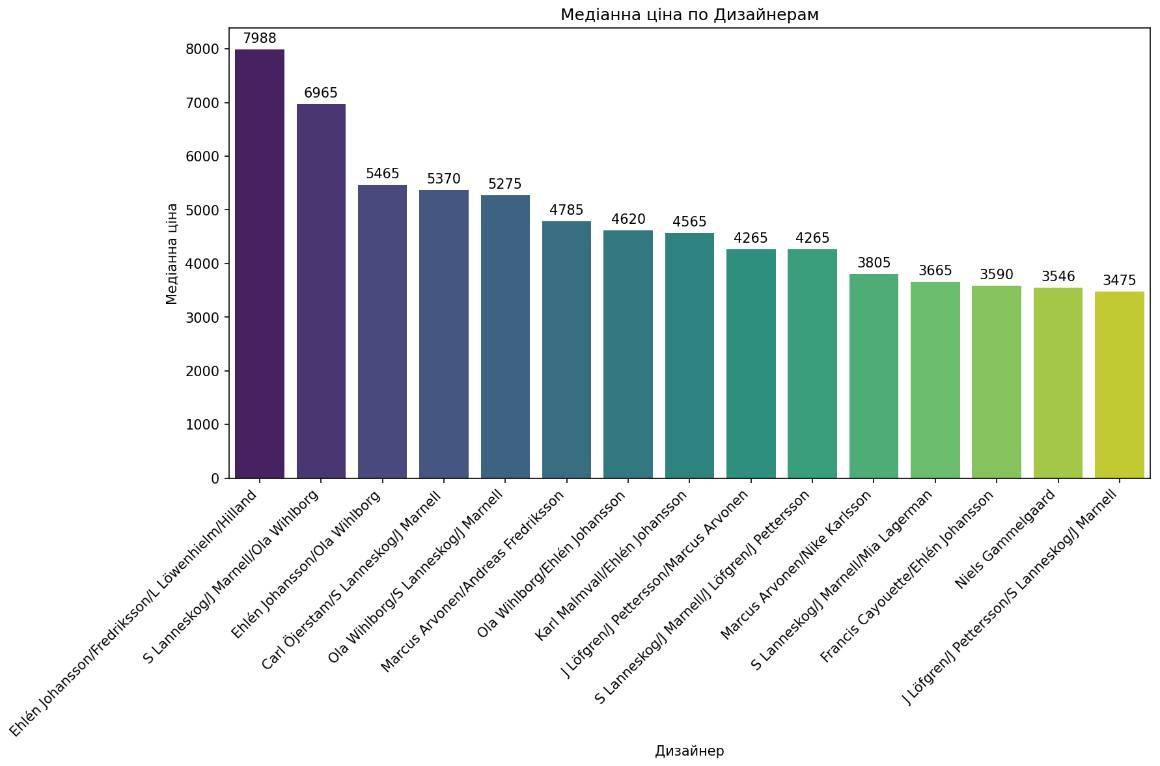 Медіанна ціна по Дизайнерам
Медіанна ціна
8000
7000
6000
5000
4000
3000
2000
1000
0
7988
6965
5465
5370
5275
4785
4620
4565
4265
4265
3805
3665
3590
3546
3475
Ehlén Johansson/Fredriksson/L Löwenhielm/Hilland
S Lanneskog/J Marnell/Ola Wihlborg
Ehlén Johansson/Ola Wihlborg
Carl Öjerstam/S Lanneskog/J Marnell
Ola Wihlborg/S Lanneskog/J Marnell
Marcus Arvonen/Andreas Fredriksson
Ola Wihlborg/Ehlén Johansson
Karl Malmvall/Ehlén Johansson
J Löfgren/J Pettersson/Marcus Arvonen
S Lanneskog/J Marnell/J Löfgren/J Pettersson
Marcus Arvonen/Nike Karlsson
S Lanneskog/J Marnell/Mia Lagerman
Francis Cayouette/Ehlén Johansson
Niels Gammelgaard
J Löfgren/J Pettersson/S Lanneskog/J Marnell
Дизайнер